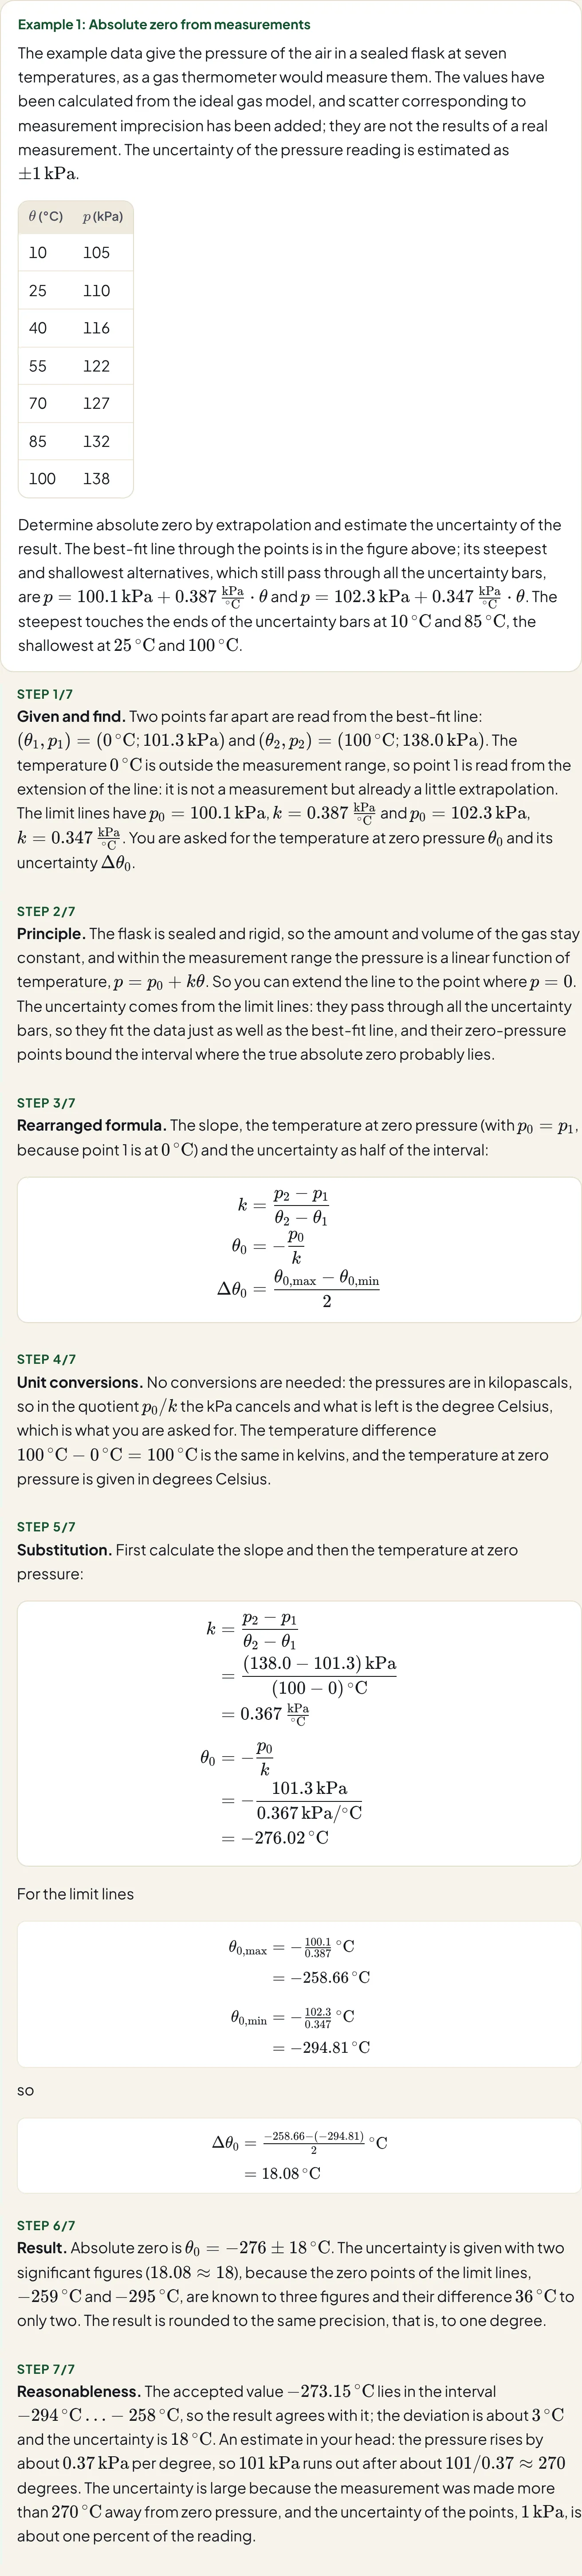 Example 1: Absolute zero from measurements
The example data give the pressure of the air in a sealed flask at seven
temperatures, as a gas thermometer would measure them. The values have
been calculated from the ideal gas model, and scatter corresponding to
measurement imprecision has been added; they are not the results of a real
measurement. The uncertainty of the pressure reading is estimated as
±1 kPa.
θ (°C) p (kPa)
10 105
25 110
40 116
55 122
70 127
85 132
100 138
Determine absolute zero by extrapolation and estimate the uncertainty of the
result. The best-fit line through the points is in the figure above; its steepest
and shallowest alternatives, which still pass through all the uncertainty bars,
are p = 100.1 kPa + 0.387 kPa/°C · θ and p = 102.3 kPa + 0.347 kPa/°C · θ. The
steepest touches the ends of the uncertainty bars at 10 °C and 85 °C, the
shallowest at 25 °C and 100 °C.
STEP 1/7
Given and find. Two points far apart are read from the best-fit line:
(θ₁, p₁) = (0 °C; 101.3 kPa) and (θ₂, p₂) = (100 °C; 138.0 kPa). The
temperature 0 °C is outside the measurement range, so point 1 is read from the
extension of the line: it is not a measurement but already a little extrapolation.
The limit lines have p₀ = 100.1 kPa, k = 0.387 kPa/°C and p₀ = 102.3 kPa,
k = 0.347 kPa/°C. You are asked for the temperature at zero pressure θ₀ and its
uncertainty Δθ₀.
STEP 2/7
Principle. The flask is sealed and rigid, so the amount and volume of the gas stay
constant, and within the measurement range the pressure is a linear function of
temperature, p = p₀ + kθ. So you can extend the line to the point where p = 0.
The uncertainty comes from the limit lines: they pass through all the uncertainty
bars, so they fit the data just as well as the best-fit line, and their zero-pressure
points bound the interval where the true absolute zero probably lies.
STEP 3/7
Rearranged formula. The slope, the temperature at zero pressure (with p₀ = p₁,
because point 1 is at 0 °C) and the uncertainty as half of the interval:
k = (p₂ − p₁)/(θ₂ − θ₁)
θ₀ = −p₀/k
Δθ₀ = (θ₀,max − θ₀,min)/2
STEP 4/7
Unit conversions. No conversions are needed: the pressures are in kilopascals,
so in the quotient p₀/k the kPa cancels and what is left is the degree Celsius,
which is what you are asked for. The temperature difference
100 °C − 0 °C = 100 °C is the same in kelvins, and the temperature at zero
pressure is given in degrees Celsius.
STEP 5/7
Substitution. First calculate the slope and then the temperature at zero
pressure:
k = (p₂ − p₁)/(θ₂ − θ₁)
= (138.0 − 101.3) kPa/(100 − 0) °C
= 0.367 kPa/°C
θ₀ = −p₀/k
= −101.3 kPa/0.367 kPa/°C
= −276.02 °C
For the limit lines
θ₀,max = −100.1/0.387 °C
= −258.66 °C
θ₀,min = −102.3/0.347 °C
= −294.81 °C
so
Δθ₀ = −258.66−(−294.81)/2 °C
= 18.08 °C
STEP 6/7
Result. Absolute zero is θ₀ = −276 ± 18 °C. The uncertainty is given with two
significant figures (18.08 ≈ 18), because the zero points of the limit lines,
−259 °C and −295 °C, are known to three figures and their difference 36 °C to
only two. The result is rounded to the same precision, that is, to one degree.
STEP 7/7
Reasonableness. The accepted value −273.15 °C lies in the interval
−294 °C … − 258 °C, so the result agrees with it; the deviation is about 3 °C
and the uncertainty is 18 °C. An estimate in your head: the pressure rises by
about 0.37 kPa per degree, so 101 kPa runs out after about 101/0.37 ≈ 270
degrees. The uncertainty is large because the measurement was made more
than 270 °C away from zero pressure, and the uncertainty of the points, 1 kPa, is
about one percent of the reading.